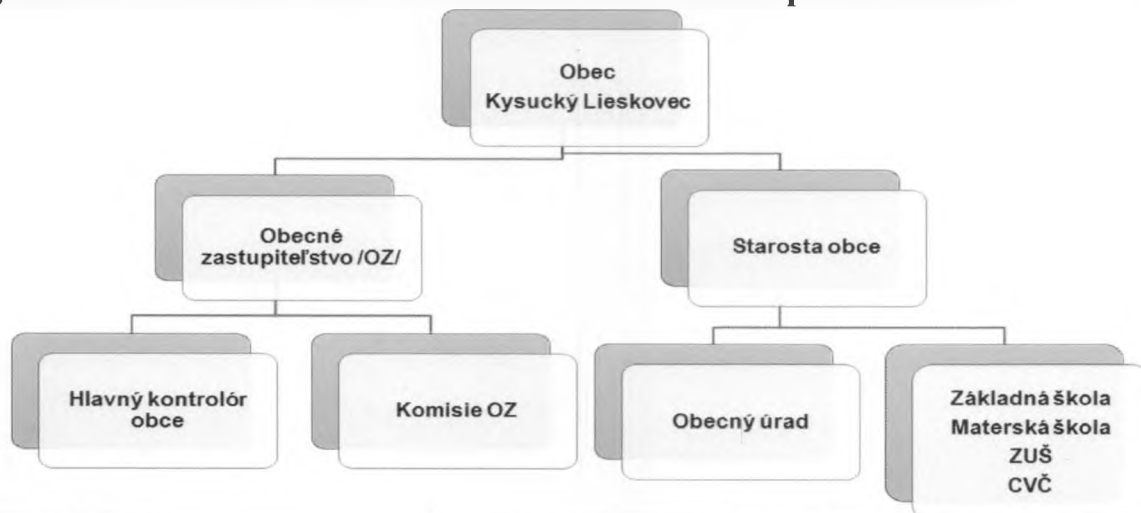 Obec
Kysucký Lieskovec
Obecné
zastupiteľstvo /OZ/
Starosta obce
Hlavný kontrolór
obce
Komisie OZ
Obecný úrad
Základná škola
Materská škola
ZUŠ
CVČ